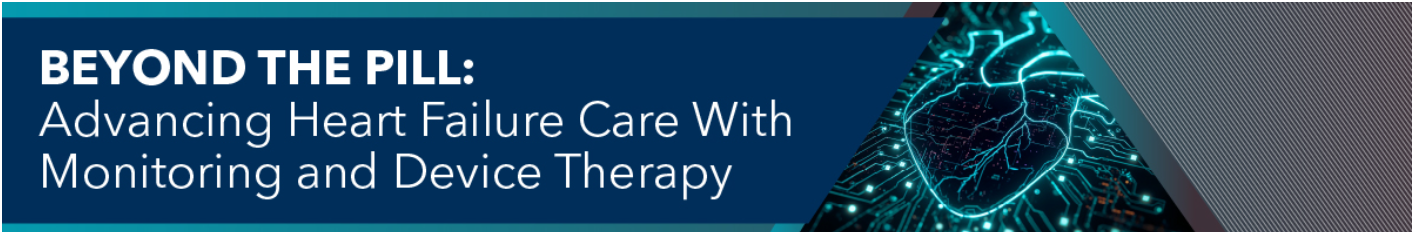 BEYOND THE PILL:
Advancing Heart Failure Care With
Monitoring and Device Therapy